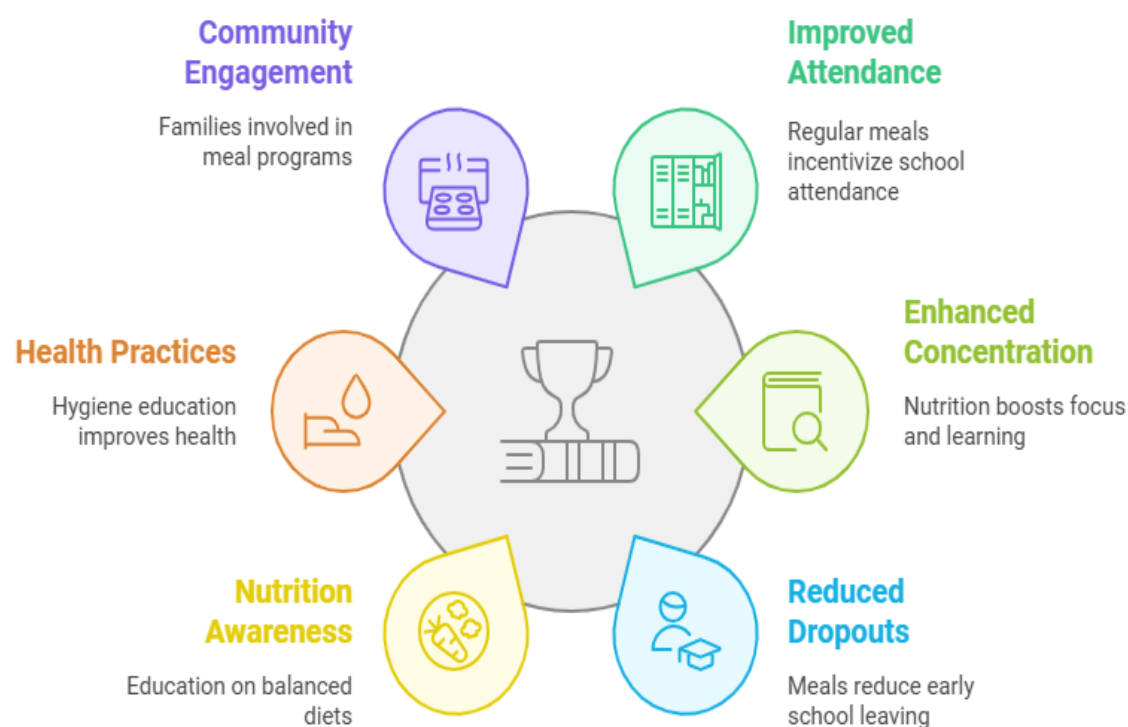 Community
Engagement
Families involved in
meal programs
Improved
Attendance
Regular meals
incentivize school
attendance
Health Practices
Hygiene education
improves health
Enhanced
Concentration
Nutrition boosts focus
and learning
Nutrition
Awareness
Education on balanced
diets
Reduced
Dropouts
Meals reduce early
school leaving